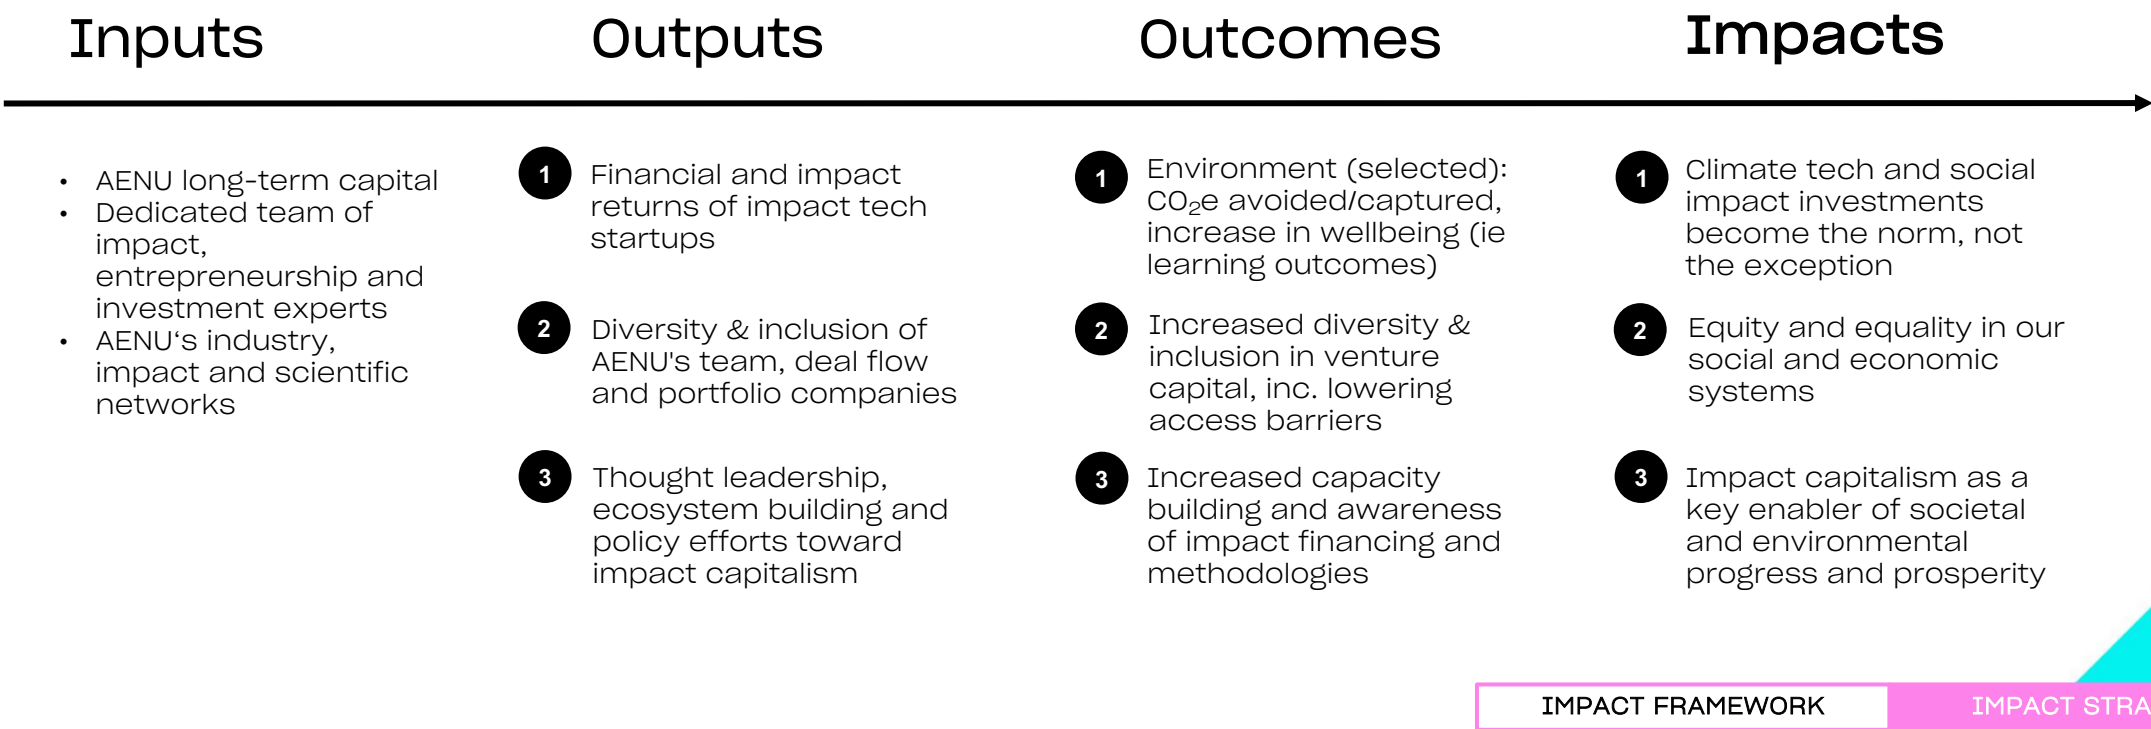 Inputs
Outputs
Outcomes
Impacts
• AENU long-term capital
• Dedicated team of
impact,
entrepreneurship and
investment experts
• AENU‘s industry,
impact and scientific
networks
1
Financial and impact
returns of impact tech
startups
2
Diversity & inclusion of
AENU's team, deal flow
and portfolio companies
3
Thought leadership,
ecosystem building and
policy efforts toward
impact capitalism
1
Environment (selected):
CO₂e avoided/captured,
increase in wellbeing (ie
learning outcomes)
2
Increased diversity &
inclusion in venture
capital, inc. lowering
access barriers
3
Increased capacity
building and awareness
of impact financing and
methodologies
1
Climate tech and social
impact investments
become the norm, not
the exception
2
Equity and equality in our
social and economic
systems
3
Impact capitalism as a
key enabler of societal
and environmental
progress and prosperity
IMPACT FRAMEWORK
IMPACT STRA